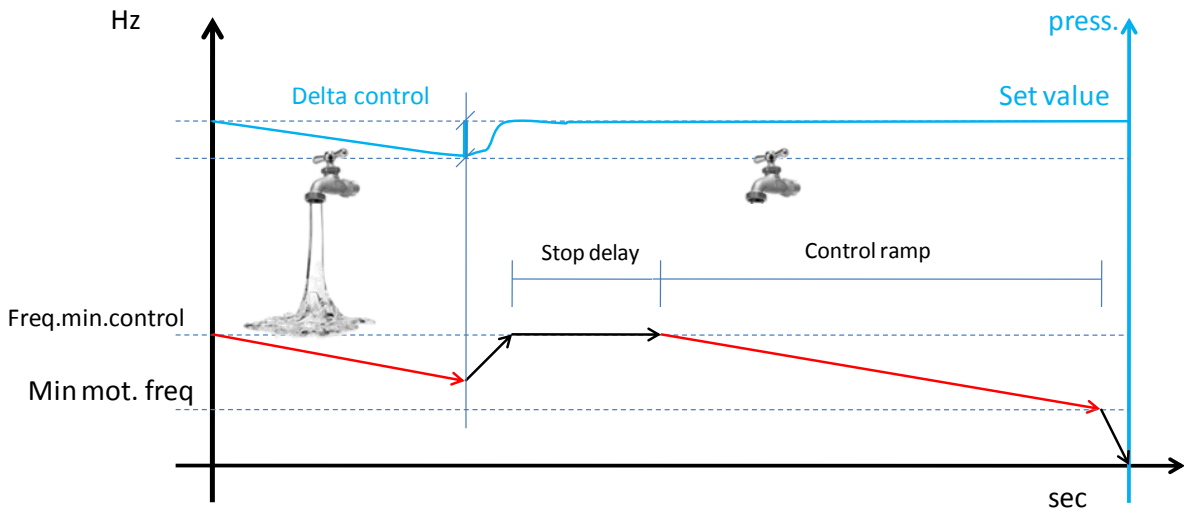 Hz
press.
Delta control
Set value
Stop delay
Control ramp
Freq.min.control
Min mot. freq
sec